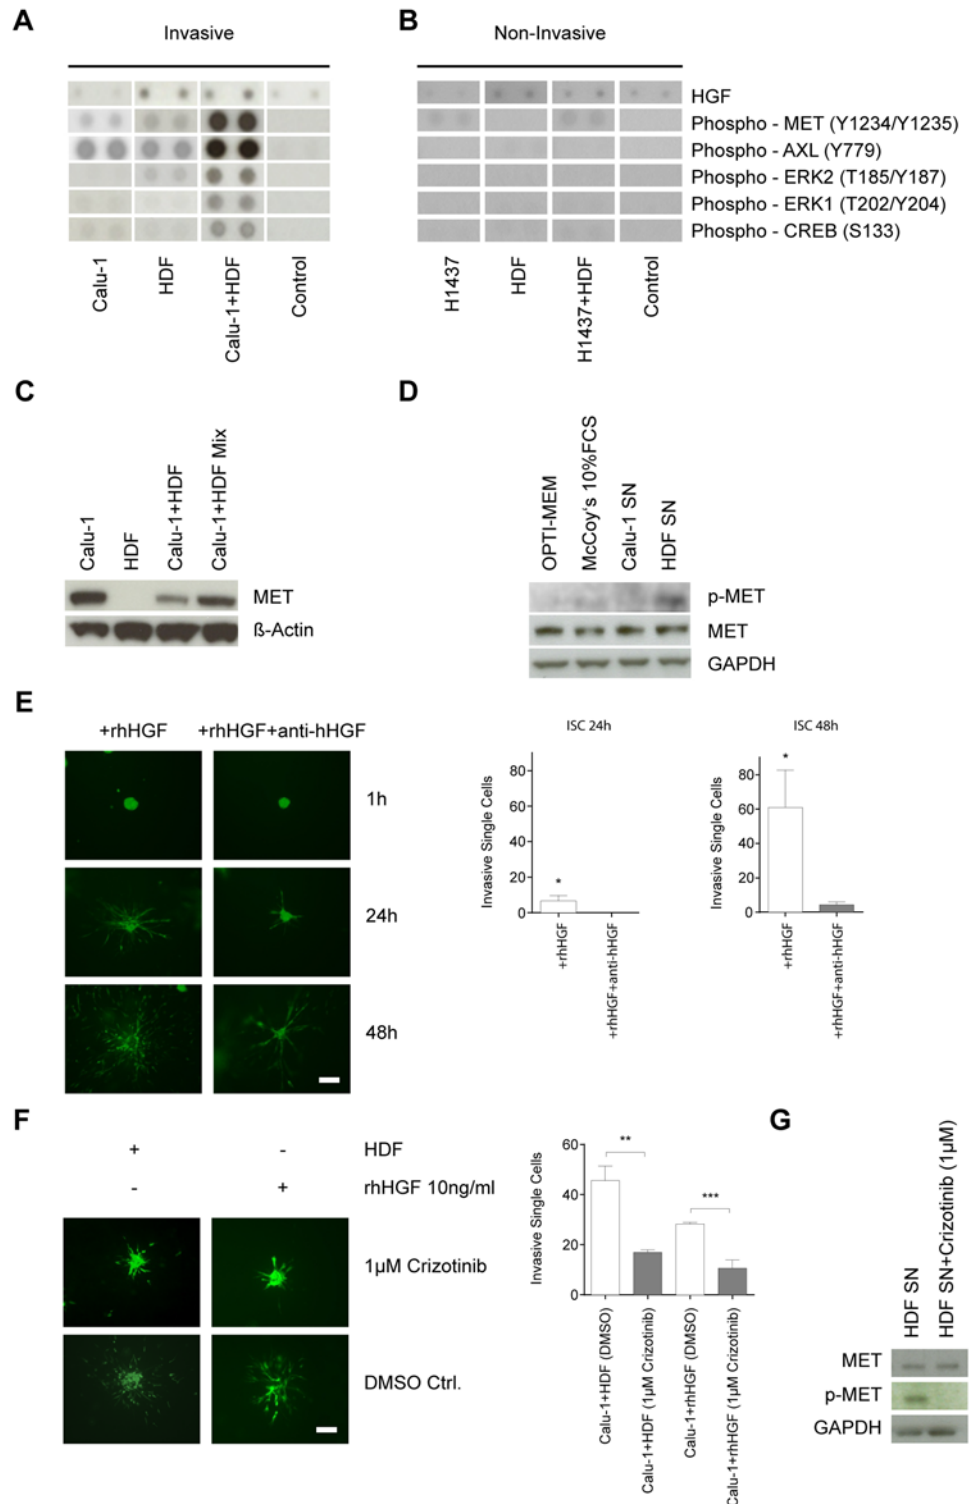 A
Invasive
B
Non-Invasive
HGF
Phospho - MET (Y1234/Y1235)
Phospho - AXL (Y779)
Phospho - ERK2 (T185/Y187)
Phospho - ERK1 (T202/Y204)
Phospho - CREB (S133)
Calu-1
HDF
Calu-1+HDF
Control
H1437
HDF
H1437+HDF
Control
C
Calu-1
HDF
Calu-1+HDF
Calu-1+HDF Mix
MET
ß-Actin
D
OPTI-MEM
McCoy's 10%FCS
Calu-1 SN
HDF SN
p-MET
MET
GAPDH
E
+rhHGF
+rhHGF+anti-hHGF
1h
24h
48h
ISC 24h
Invasive Single Cells
80
60
40
20
0
*
+rhHGF
+rhHGF+anti-hHGF
ISC 48h
Invasive Single Cells
80
60
40
20
0
*
+rhHGF
+rhHGF+anti-hHGF
F
+ - HDF
- + rhHGF 10ng/ml
1µM Crizotinib
DMSO Ctrl.
Invasive Single Cells
60
40
20
0
**
***
Calu-1+HDF (DMSO)
Calu-1+HDF (1µM Crizotinib)
Calu-1+rhHGF (DMSO)
Calu-1+rhHGF (1µM Crizotinib)
G
HDF SN
HDF SN+Crizotinib (1µM)
MET
p-MET
GAPDH